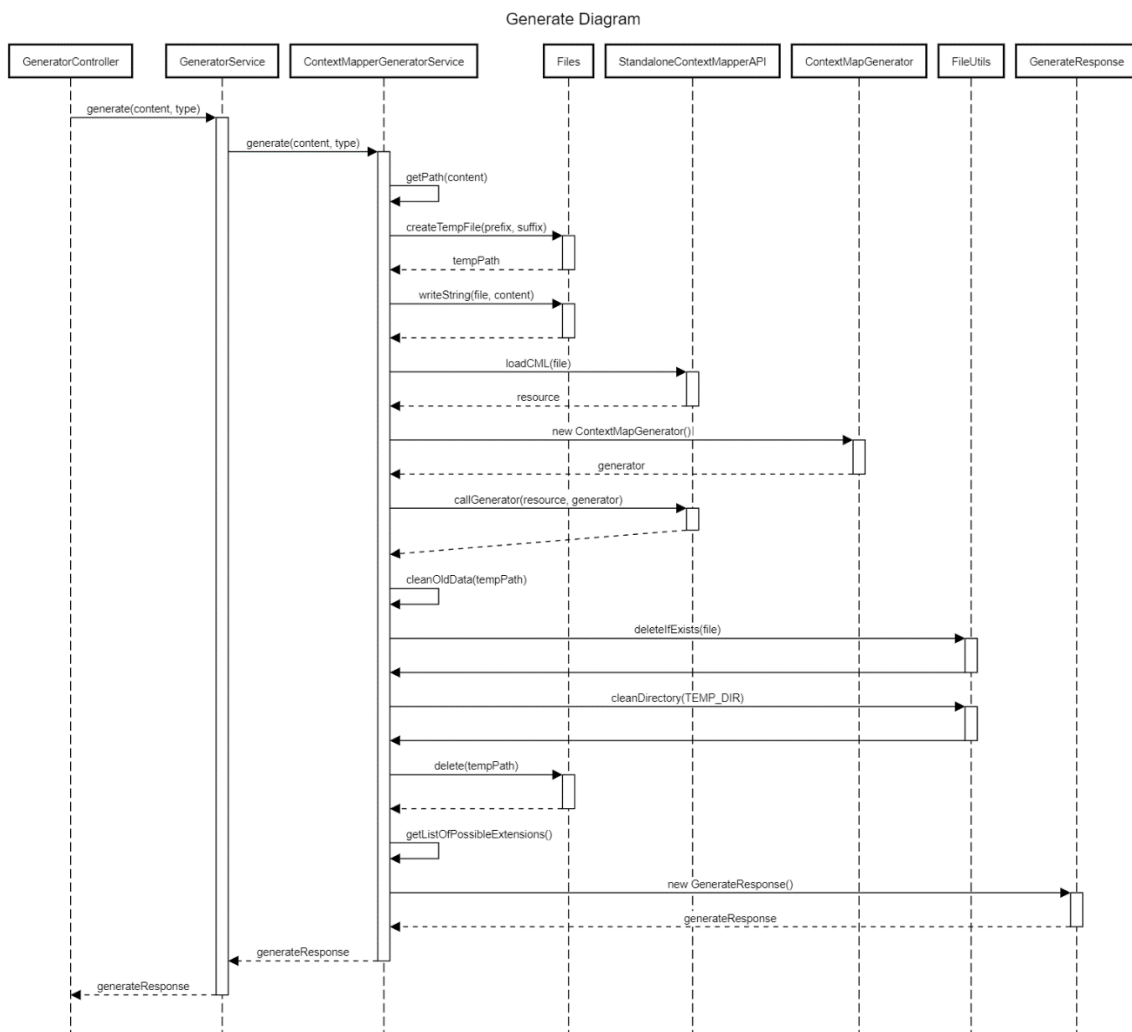 Generate Diagram
GeneratorController
GeneratorService
ContextMapperGeneratorService
Files
StandaloneContextMapperAPI
ContextMapGenerator
FileUtils
GenerateResponse
generate(content, type)
generate(content, type)
getPath(content)
createTempFile(prefix, suffix)
tempPath
writeString(file, content)
loadCML(file)
resource
new ContextMapGenerator()
generator
callGenerator(resource, generator)
cleanOldData(tempPath)
deleteIfExists(file)
cleanDirectory(TEMP_DIR)
delete(tempPath)
getListOfPossibleExtensions()
new GenerateResponse()
generateResponse
generateResponse
generateResponse